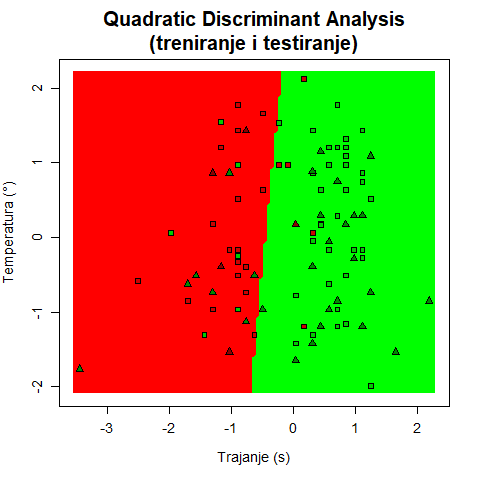 Quadratic Discriminant Analysis
(treniranje i testiranje)
2
1
0
-1
-2
Temperatura (°)
-3 -2 -1 0 1 2
Trajanje (s)